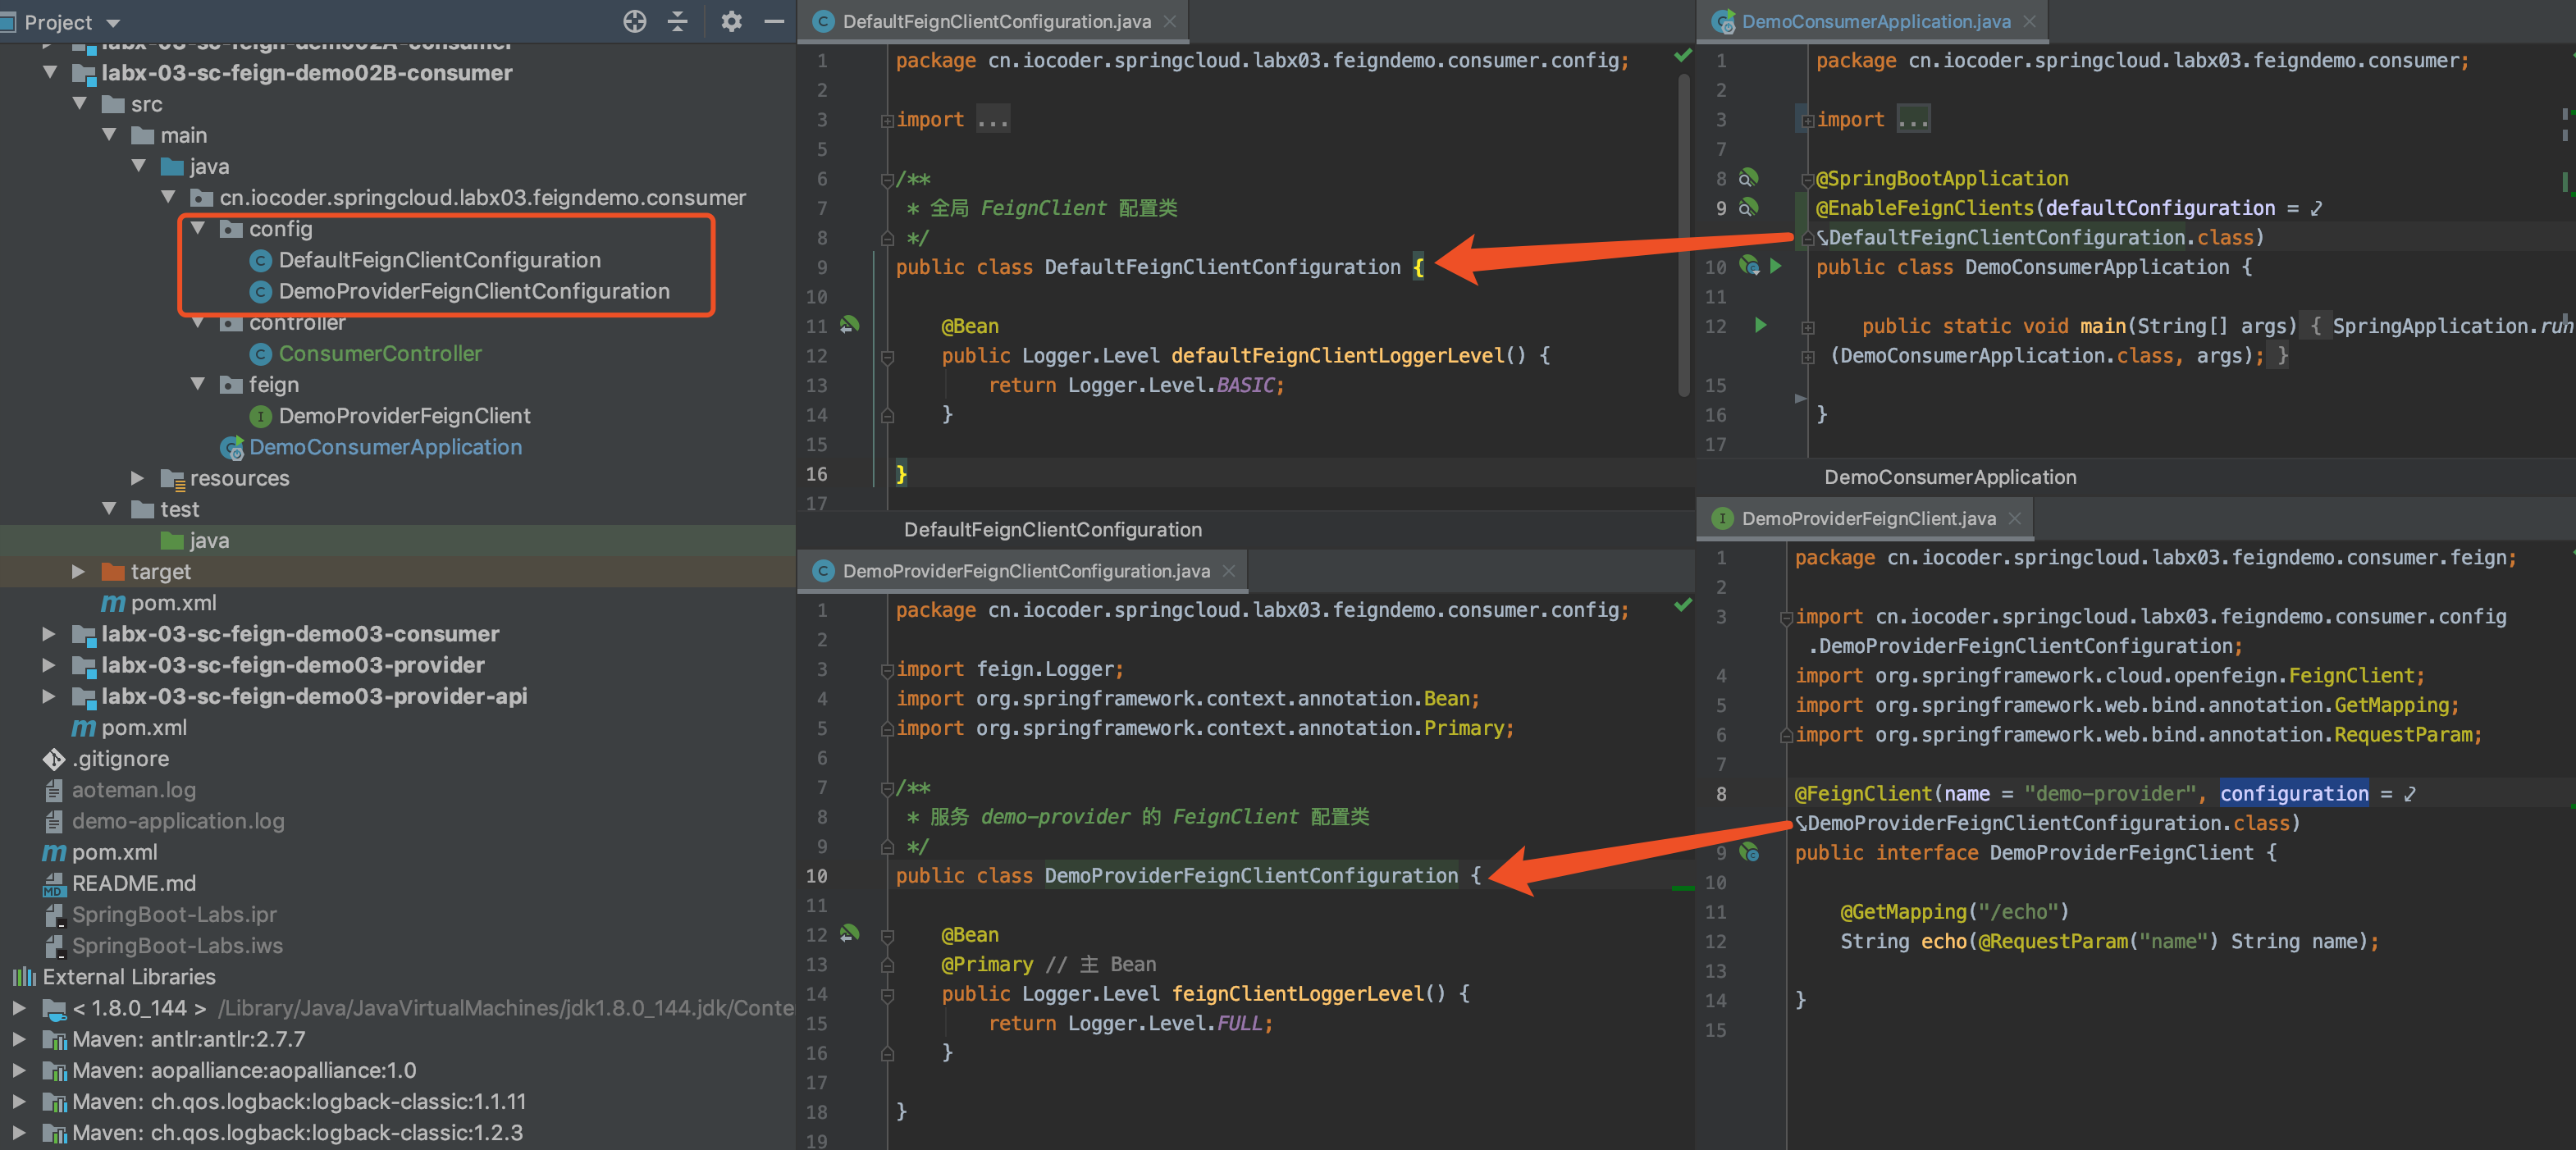 Project
labx-03-sc-feign-demo02A-consumer
labx-03-sc-feign-demo02B-consumer
src
main
java
cn.iocoder.springcloud.labx03.feigndemo.consumer
config
DefaultFeignClientConfiguration
DemoProviderFeignClientConfiguration
controller
ConsumerController
feign
DemoProviderFeignClient
DemoConsumerApplication
resources
test
java
target
pom.xml
labx-03-sc-feign-demo03-consumer
labx-03-sc-feign-demo03-provider
labx-03-sc-feign-demo03-provider-api
pom.xml
.gitignore
aoteman.log
demo-application.log
pom.xml
README.md
SpringBoot-Labs.ipr
SpringBoot-Labs.iws
External Libraries
< 1.8.0_144 > /Library/Java/JavaVirtualMachines/jdk1.8.0_144.jdk/Conte
Maven: antlr:antlr:2.7.7
Maven: aopalliance:aopalliance:1.0
Maven: ch.qos.logback:logback-classic:1.1.11
Maven: ch.qos.logback:logback-classic:1.2.3
DefaultFeignClientConfiguration.java
1 package cn.iocoder.springcloud.labx03.feigndemo.consumer.config;
2
3 import ...
5
6 /**
7 * 全局 FeignClient 配置类
8 */
9 public class DefaultFeignClientConfiguration {
10
11 @Bean
12 public Logger.Level defaultFeignClientLoggerLevel() {
13 return Logger.Level.BASIC;
14 }
15
16 }
17
DefaultFeignClientConfiguration
DemoProviderFeignClientConfiguration.java
1 package cn.iocoder.springcloud.labx03.feigndemo.consumer.config;
2
3 import feign.Logger;
4 import org.springframework.context.annotation.Bean;
5 import org.springframework.context.annotation.Primary;
6
7 /**
8 * 服务 demo-provider 的 FeignClient 配置类
9 */
10 public class DemoProviderFeignClientConfiguration {
11
12 @Bean
13 @Primary // 主 Bean
14 public Logger.Level feignClientLoggerLevel() {
15 return Logger.Level.FULL;
16 }
17
18 }
19
DemoConsumerApplication.java
1 package cn.iocoder.springcloud.labx03.feigndemo.consumer;
2
3 import ...
7
8 @SpringBootApplication
9 @EnableFeignClients(defaultConfiguration =
DefaultFeignClientConfiguration.class)
10 public class DemoConsumerApplication {
11
12 public static void main(String[] args) { SpringApplication.run
(DemoConsumerApplication.class, args); }
15
16 }
17
DemoConsumerApplication
DemoProviderFeignClient.java
1 package cn.iocoder.springcloud.labx03.feigndemo.consumer.feign;
2
3 import cn.iocoder.springcloud.labx03.feigndemo.consumer.config
.DemoProviderFeignClientConfiguration;
4 import org.springframework.cloud.openfeign.FeignClient;
5 import org.springframework.web.bind.annotation.GetMapping;
6 import org.springframework.web.bind.annotation.RequestParam;
7
8 @FeignClient(name = "demo-provider", configuration =
DemoProviderFeignClientConfiguration.class)
9 public interface DemoProviderFeignClient {
10
11 @GetMapping("/echo")
12 String echo(@RequestParam("name") String name);
13
14 }
15